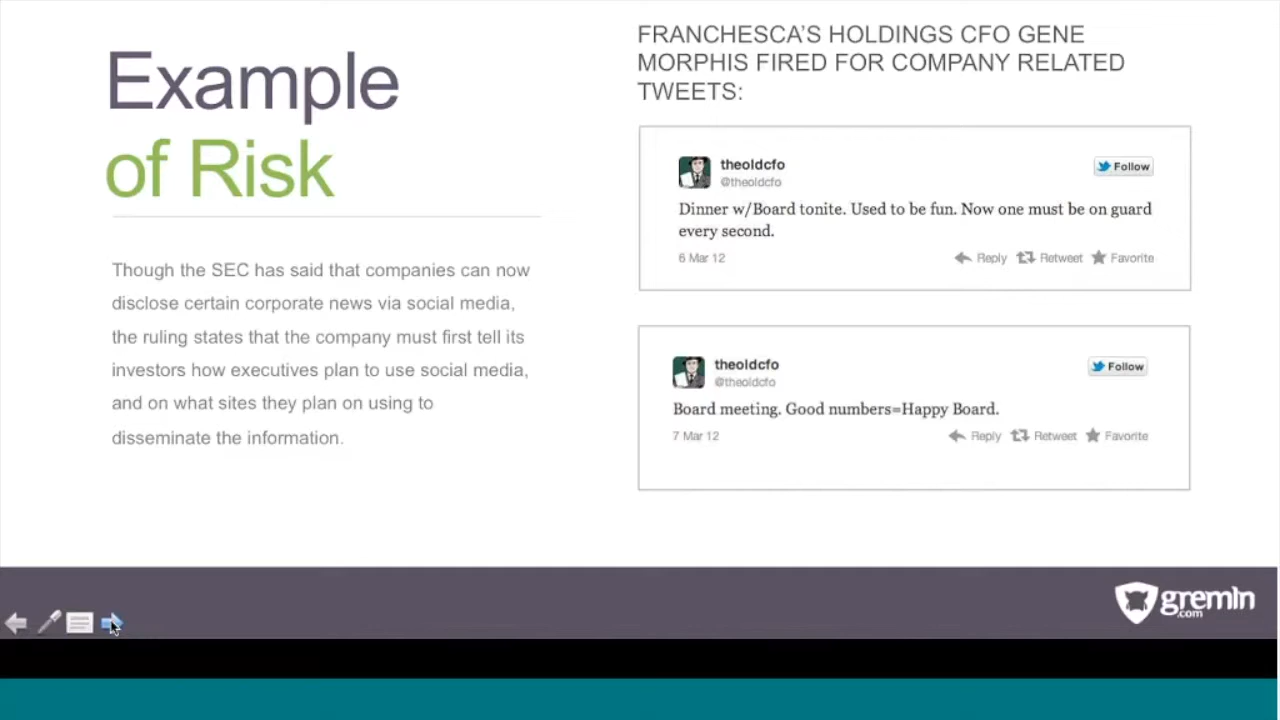 Example
of Risk
Though the SEC has said that companies can now
disclose certain corporate news via social media,
the ruling states that the company must first tell its
investors how executives plan to use social media,
and on what sites they plan on using to
disseminate the information.
FRANCHESCA'S HOLDINGS CFO GENE
MORPHIS FIRED FOR COMPANY RELATED
TWEETS:
theoldcfo
@theoldcfo
Follow
Dinner w/Board tonite. Used to be fun. Now one must be on guard
every second.
6 Mar 12
Reply Retweet Favorite
theoldcfo
@theoldcfo
Follow
Board meeting. Good numbers=Happy Board.
7 Mar 12
Reply Retweet Favorite
gremln
.com